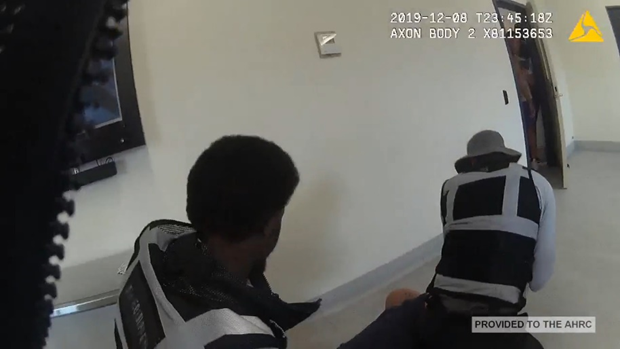 2019-12-08 T23:45:18Z
AXON BODY 2 X81153653
PROVIDED TO THE AHRC